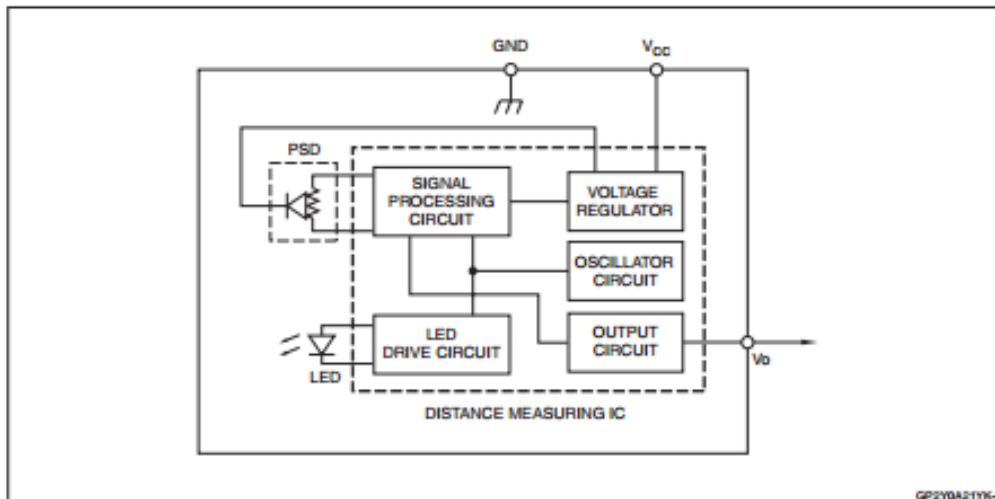 GND
VCC
PSD
SIGNAL
PROCESSING
CIRCUIT
VOLTAGE
REGULATOR
OSCILLATOR
CIRCUIT
LED
DRIVE CIRCUIT
OUTPUT
CIRCUIT
LED
Vo
DISTANCE MEASURING IC
GP2Y0A21YK-